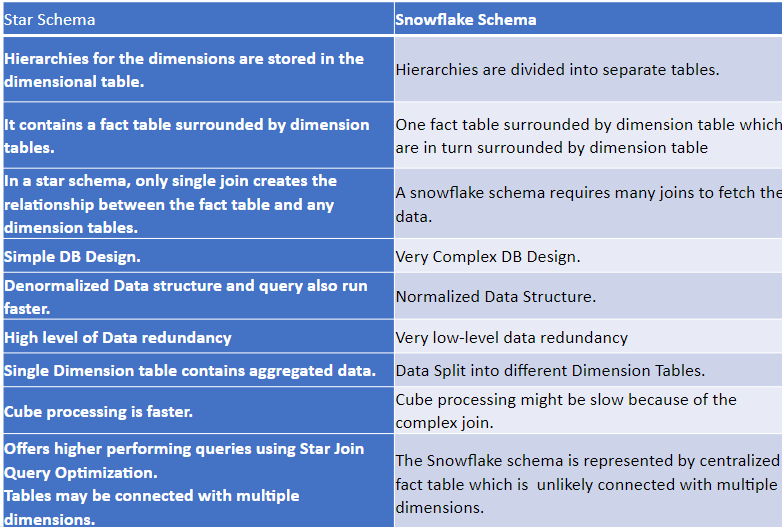 Star Schema
Snowflake Schema
Hierarchies for the dimensions are stored in the
dimensional table.
Hierarchies are divided into separate tables.
It contains a fact table surrounded by dimension
tables.
One fact table surrounded by dimension table which
are in turn surrounded by dimension table
In a star schema, only single join creates the
relationship between the fact table and any
dimension tables.
A snowflake schema requires many joins to fetch the
data.
Simple DB Design.
Very Complex DB Design.
Denormalized Data structure and query also run
faster.
Normalized Data Structure.
High level of Data redundancy
Very low-level data redundancy
Single Dimension table contains aggregated data.
Data Split into different Dimension Tables.
Cube processing is faster.
Cube processing might be slow because of the
complex join.
Offers higher performing queries using Star Join
Query Optimization.
Tables may be connected with multiple
dimensions.
The Snowflake schema is represented by centralized
fact table which is  unlikely connected with multiple
dimensions.